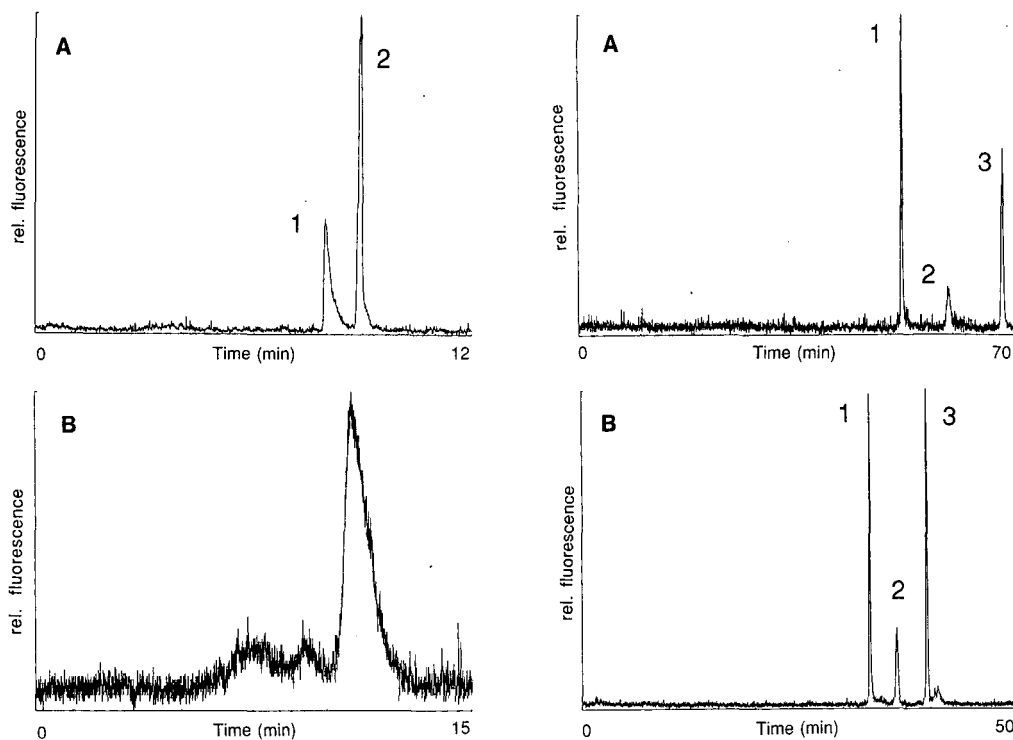 A
1
2
rel. fluorescence
0
Time (min)
12
A
1
2
3
rel. fluorescence
0
Time (min)
70
B
rel. fluorescence
0
Time (min)
15
B
1
2
3
rel. fluorescence
0
Time (min)
50